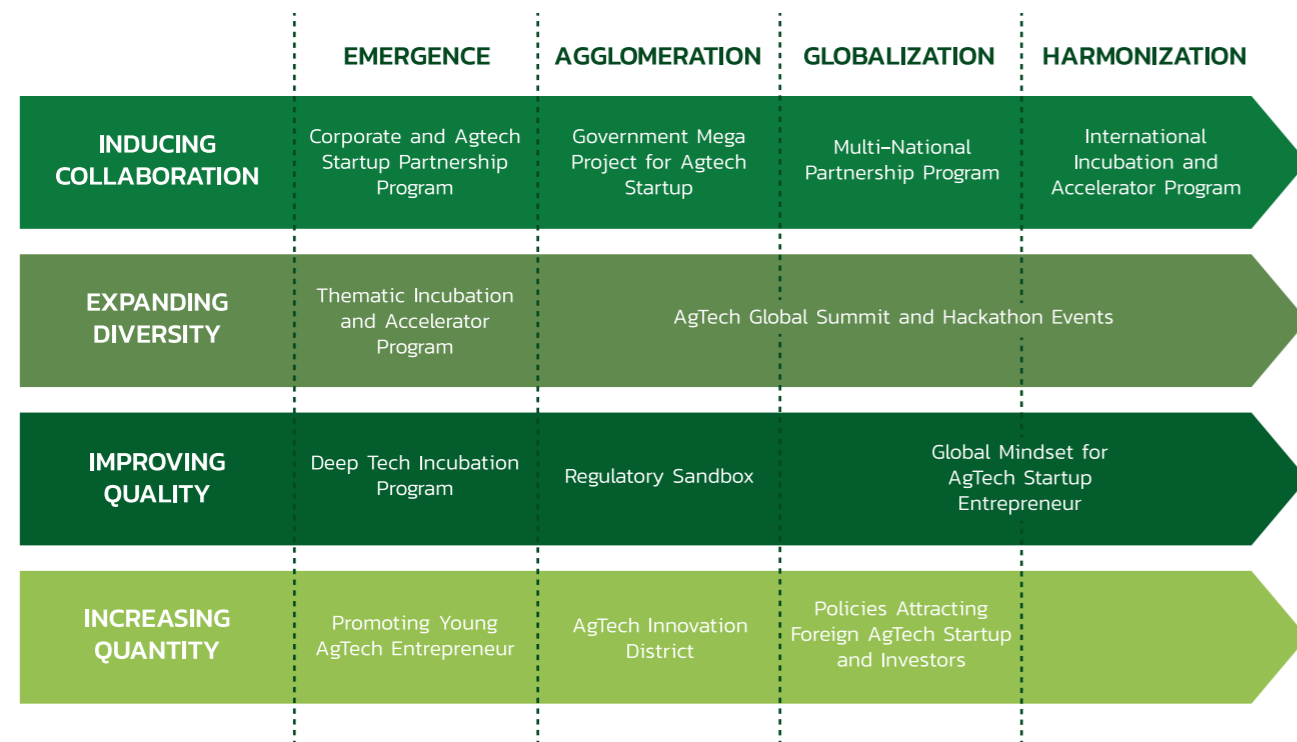 EMERGENCE
AGGLOMERATION
GLOBALIZATION
HARMONIZATION
INDUCING
COLLABORATION
Corporate and Agtech
Startup Partnership
Program
Government Mega
Project for Agtech
Startup
Multi-National
Partnership Program
International
Incubation and
Accelerator Program
EXPANDING
DIVERSITY
Thematic Incubation
and Accelerator
Program
AgTech Global Summit and Hackathon Events
IMPROVING
QUALITY
Deep Tech Incubation
Program
Regulatory Sandbox
Global Mindset for
AgTech Startup
Entrepreneur
INCREASING
QUANTITY
Promoting Young
AgTech Entrepreneur
AgTech Innovation
District
Policies Attracting
Foreign AgTech Startup
and Investors